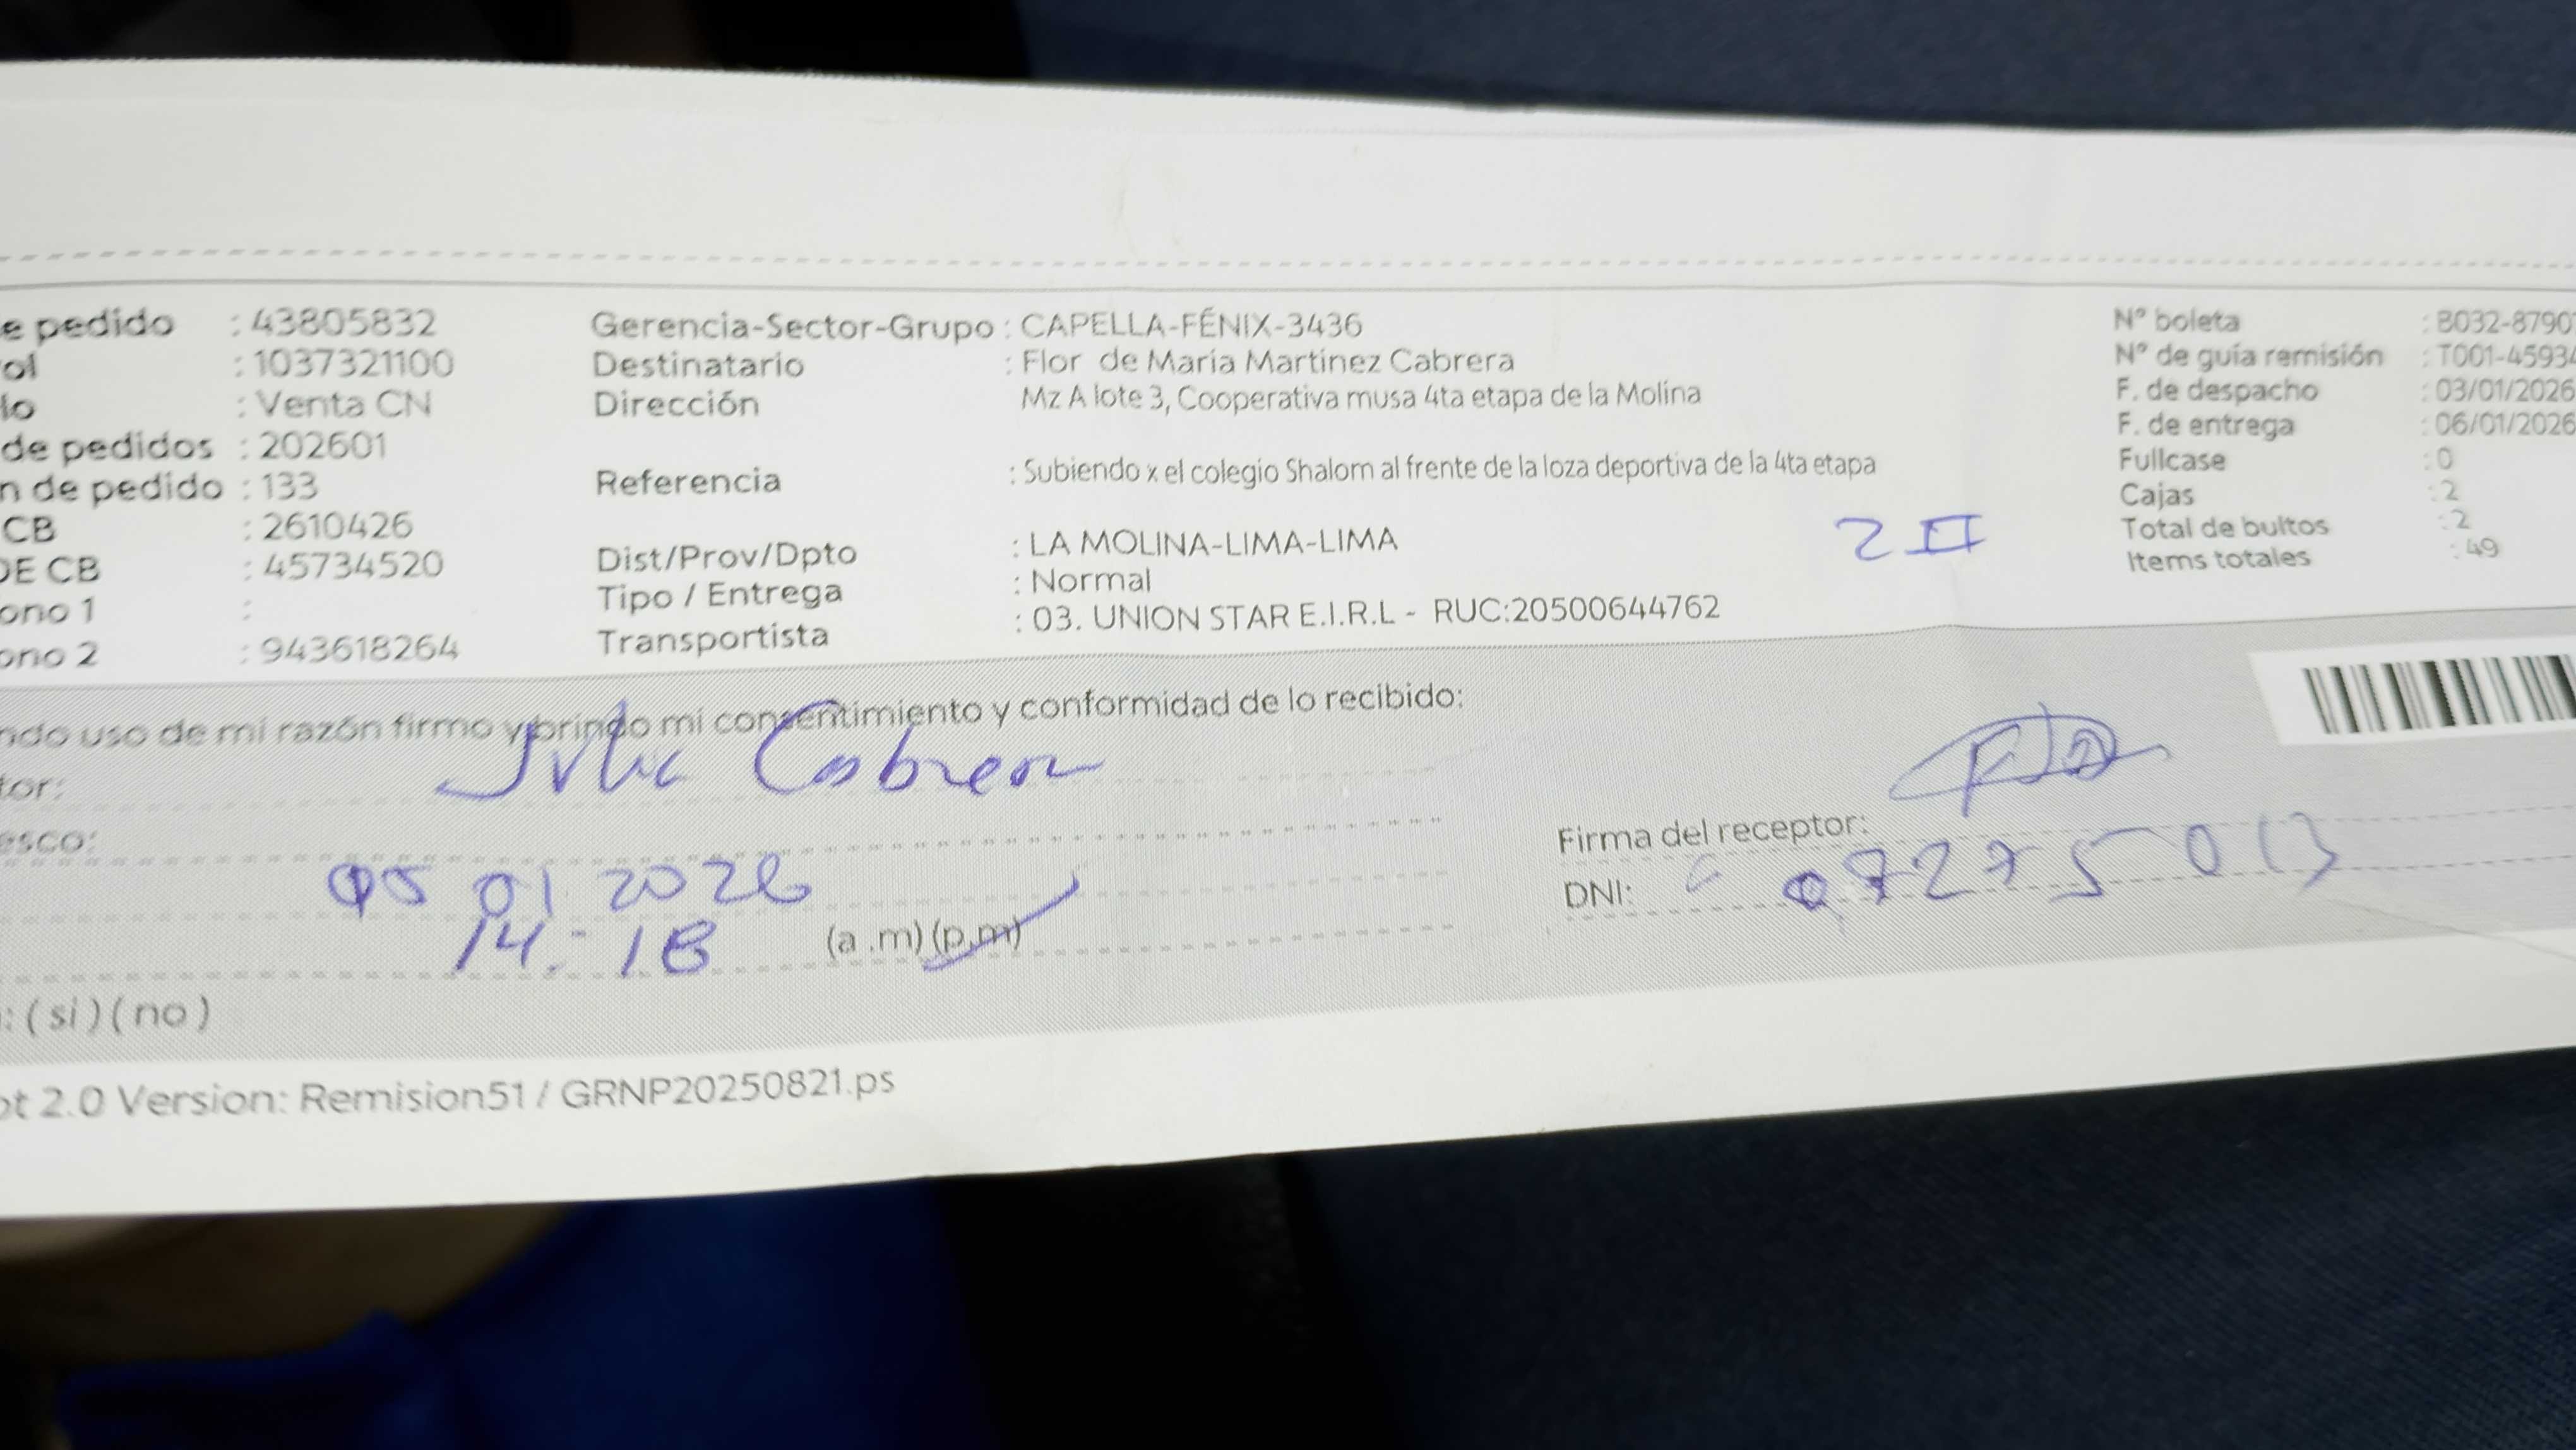 e pedido : 43805832
ol : 1037321100
lo : Venta CN
de pedidos : 202601
n de pedido : 133
CB : 2610426
DE CB : 45734520
ono 1 :
ono 2 : 943618264
Gerencia-Sector-Grupo : CAPELLA-FÉNIX-3436
Destinatario : Flor de María Martínez Cabrera
Dirección Mz A lote 3, Cooperativa musa 4ta etapa de la Molina
Referencia : Subiendo x el colegio Shalom al frente de la loza deportiva de la 4ta etapa
Dist/Prov/Dpto : LA MOLINA-LIMA-LIMA
Tipo / Entrega : Normal
Transportista : 03. UNION STAR E.I.R.L - RUC:20500644762
2 II
Nº boleta : B032-8790
Nº de guía remisión : T001-4593
F. de despacho : 03/01/2026
F. de entrega : 06/01/2026
Fullcase : 0
Cajas : 2
Total de bultos : 2
Items totales : 49
ndo uso de mi razón firmo y brindo mi consentimiento y conformidad de lo recibido:
tor: Julia Cabrera
esco:
05 01 2026
14:18 (a .m) (p.m)
: ( si ) ( no )
Firma del receptor:
DNI: 07275013
ot 2.0 Version: Remision51 / GRNP20250821.ps